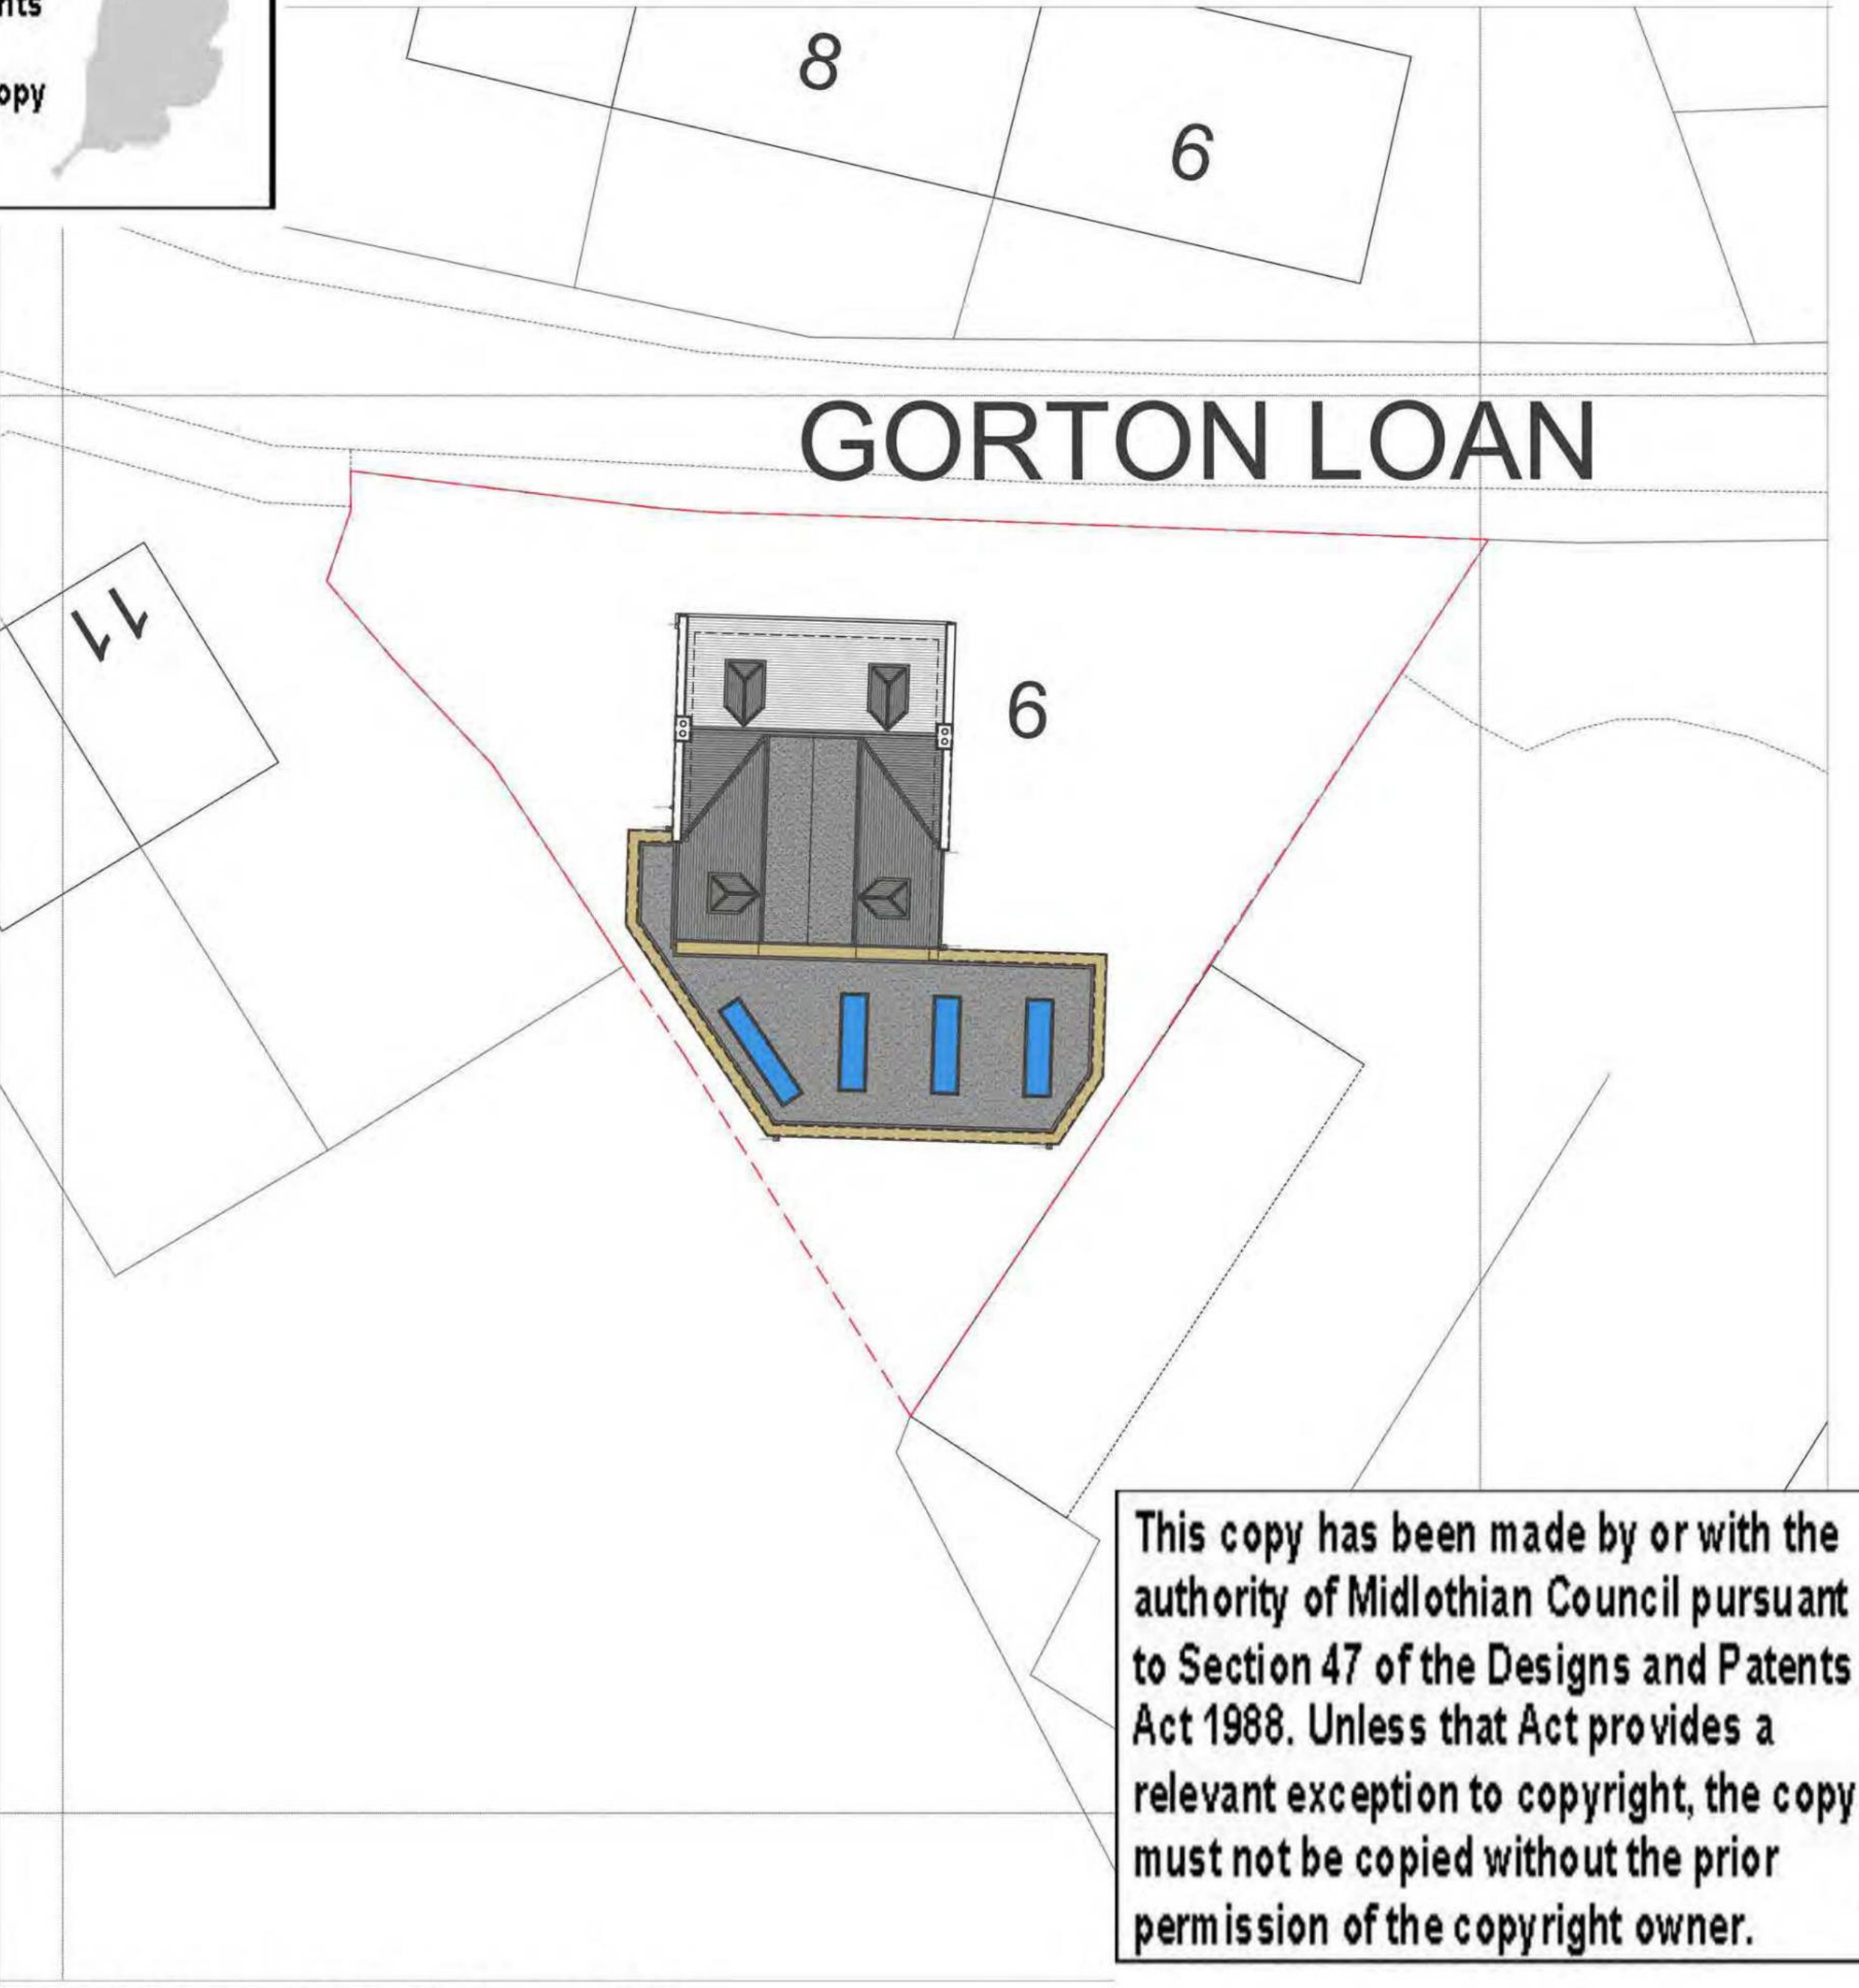 nts
opy
8
6
GORTON LOAN
11
6
This copy has been made by or with the
authority of Midlothian Council pursuant
to Section 47 of the Designs and Patents
Act 1988. Unless that Act provides a
relevant exception to copyright, the copy
must not be copied without the prior
permission of the copyright owner.